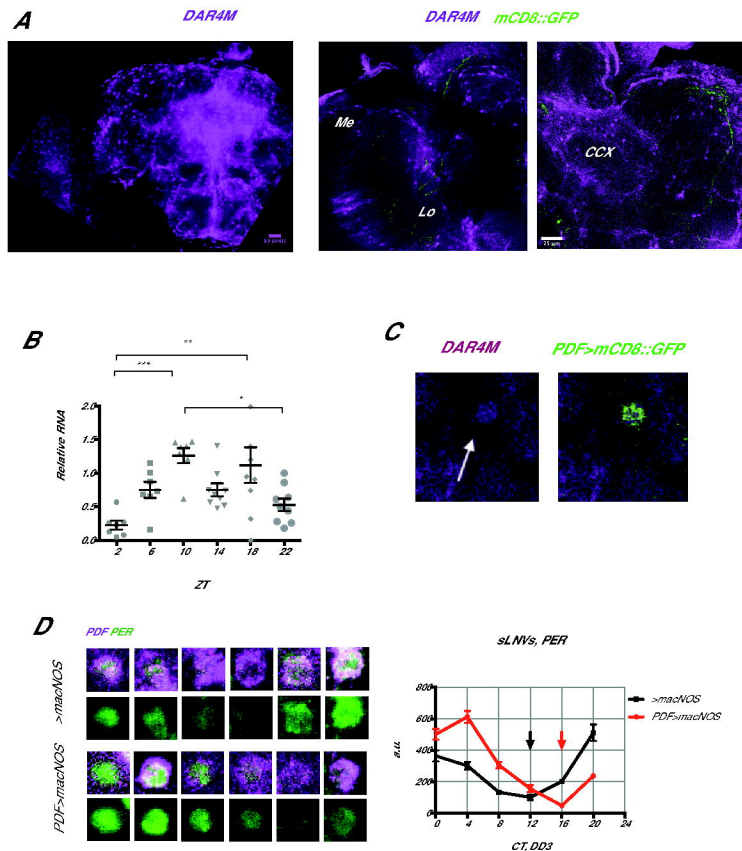 A
DAR4M
DAR4M mCD8::GFP
Me
Lo
CCX
25 µm
B
**
***
*
Relative RNA
2.0
1.5
1.0
0.5
0.0
2 6 10 14 18 22
ZT
C
DAR4M
PDF>mCD8::GFP
D
PDF PER
>macNOS
PDF>macNOS
sLNVs, PER
a.u.
800
600
400
200
0
0 4 8 12 16 20 24
CT, DD3
>macNOS
PDF>macNOS